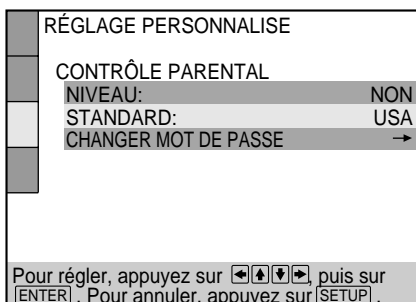 RÉGLAGE PERSONNALISE
CONTRÔLE PARENTAL
NIVEAU: NON
STANDARD: USA
CHANGER MOT DE PASSE →
Pour régler, appuyez sur ←↑↓→, puis sur
ENTER . Pour annuler, appuyez sur SETUP .